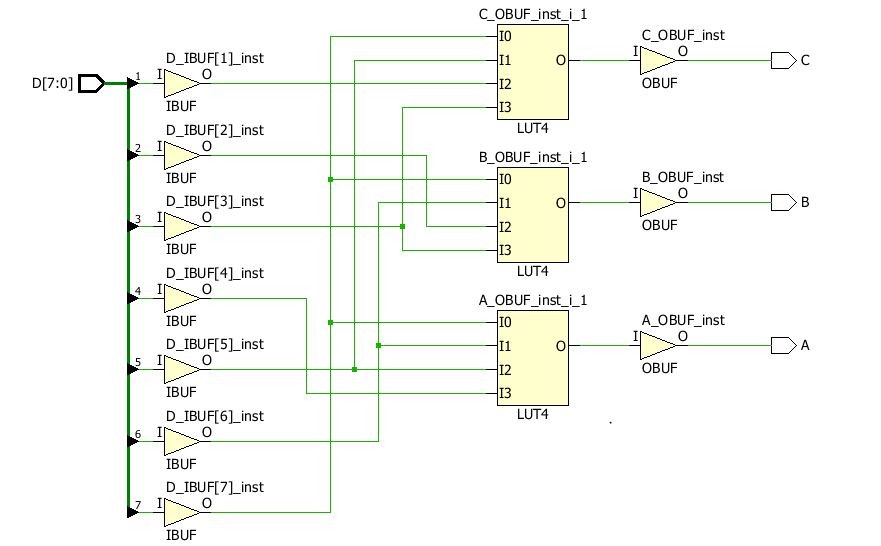 C_OBUF_inst_i_1
D_IBUF[1]_inst
I0
C_OBUF_inst
D[7:0]
1
I
O
I1
O
I
O
C
IBUF
I2
OBUF
I3
D_IBUF[2]_inst
LUT4
2
I
O
B_OBUF_inst_i_1
IBUF
I0
B_OBUF_inst
D_IBUF[3]_inst
I1
O
I
O
B
3
I
O
I2
OBUF
IBUF
I3
D_IBUF[4]_inst
LUT4
4
I
O
A_OBUF_inst_i_1
IBUF
I0
A_OBUF_inst
D_IBUF[5]_inst
I1
O
I
O
A
5
I
O
I2
OBUF
IBUF
I3
D_IBUF[6]_inst
LUT4
6
I
O
IBUF
D_IBUF[7]_inst
7
I
O
IBUF